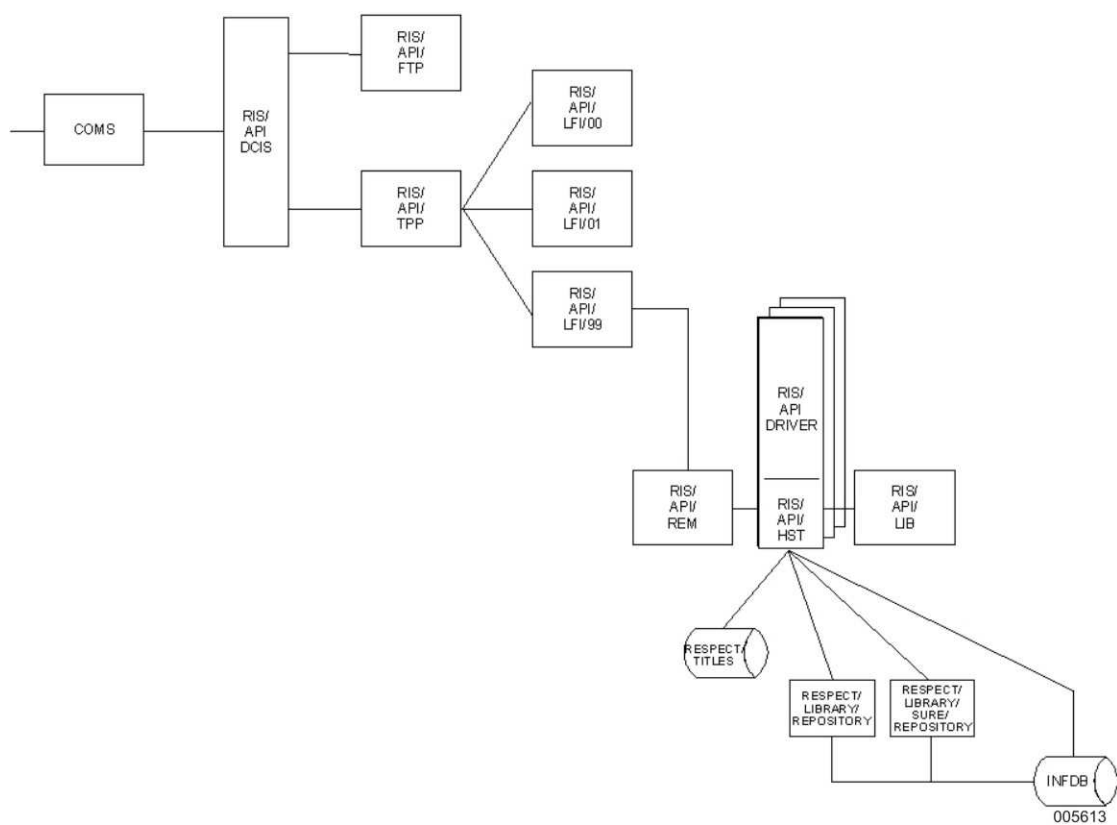 RIS/
API/
FTP
COMS
RIS/
API
DCIS
RIS/
API/
LFI/00
RIS/
API/
TPP
RIS/
API/
LFI/01
RIS/
API/
LFI/99
RIS/
API
DRIVER
RIS/
API/
REM
RIS/
API/
HST
RIS/
API/
LIB
RESPECT/
TITLES
RESPECT/
LIBRARY/
REPOSITORY
RESPECT/
LIBRARY/
SURE/
REPOSITORY
INFDB
005613